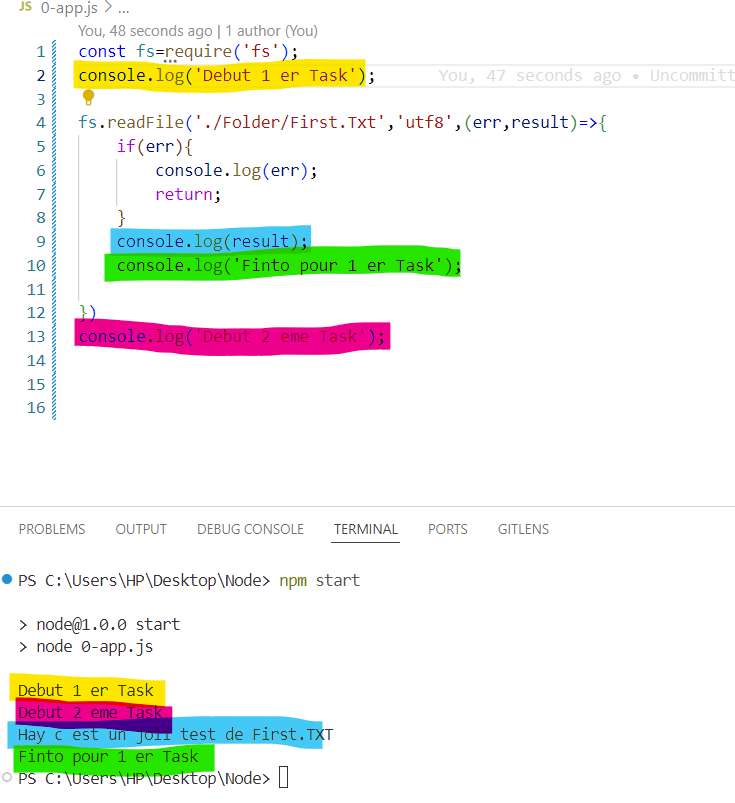 JS 0-app.js > ...
You, 48 seconds ago | 1 author (You)
1 const fs=require('fs');
2 console.log('Debut 1 er Task'); You, 47 seconds ago • Uncommitt
3
4 fs.readFile('./Folder/First.Txt','utf8',(err,result)=>{
5 if(err){
6 console.log(err);
7 return;
8 }
9 console.log(result);
10 console.log('Finto pour 1 er Task');
11
12 })
13 console.log('Debut 2 eme Task');
14
15
16
PROBLEMS OUTPUT DEBUG CONSOLE TERMINAL PORTS GITLENS
PS C:\Users\HP\Desktop\Node> npm start
> node@1.0.0 start
> node 0-app.js
Debut 1 er Task
Debut 2 eme Task
Hay c est un joli test de First.TXT
Finto pour 1 er Task
PS C:\Users\HP\Desktop\Node>